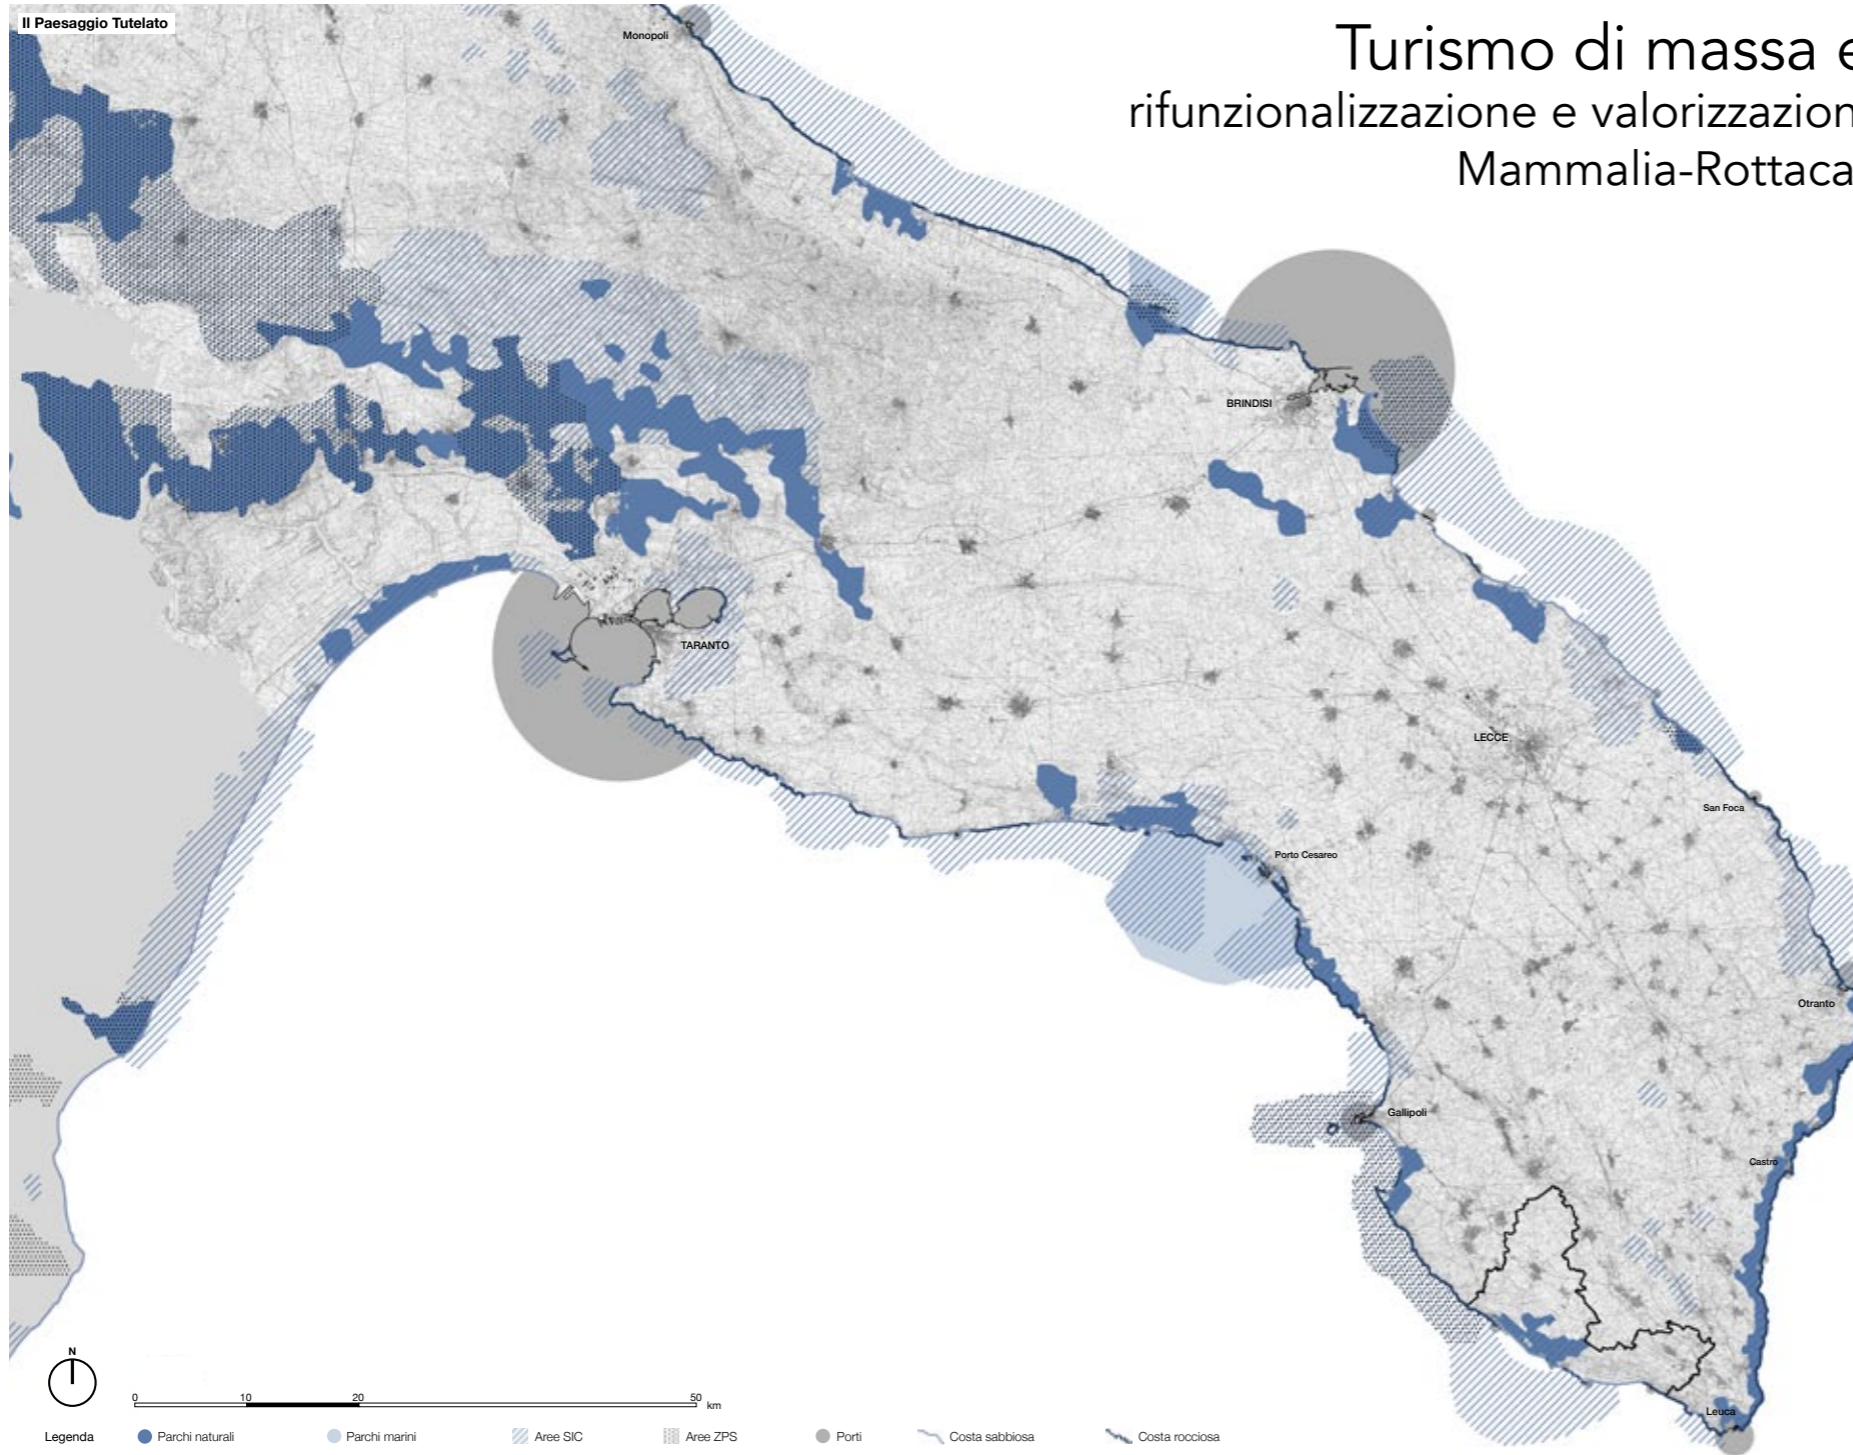 Il Paesaggio Tutelato
Turismo di massa e
rifunzionalizzazione e valorizzazion
Mammalia-Rottaca
Monopoli
BRINDISI
TARANTO
LECCE
San Foca
Porto Cesareo
Otranto
Gallipoli
Castro
Leuca
N
0 10 20 50 km
Legenda Parchi naturali Parchi marini Aree SIC Aree ZPS Porti Costa sabbiosa Costa rocciosa